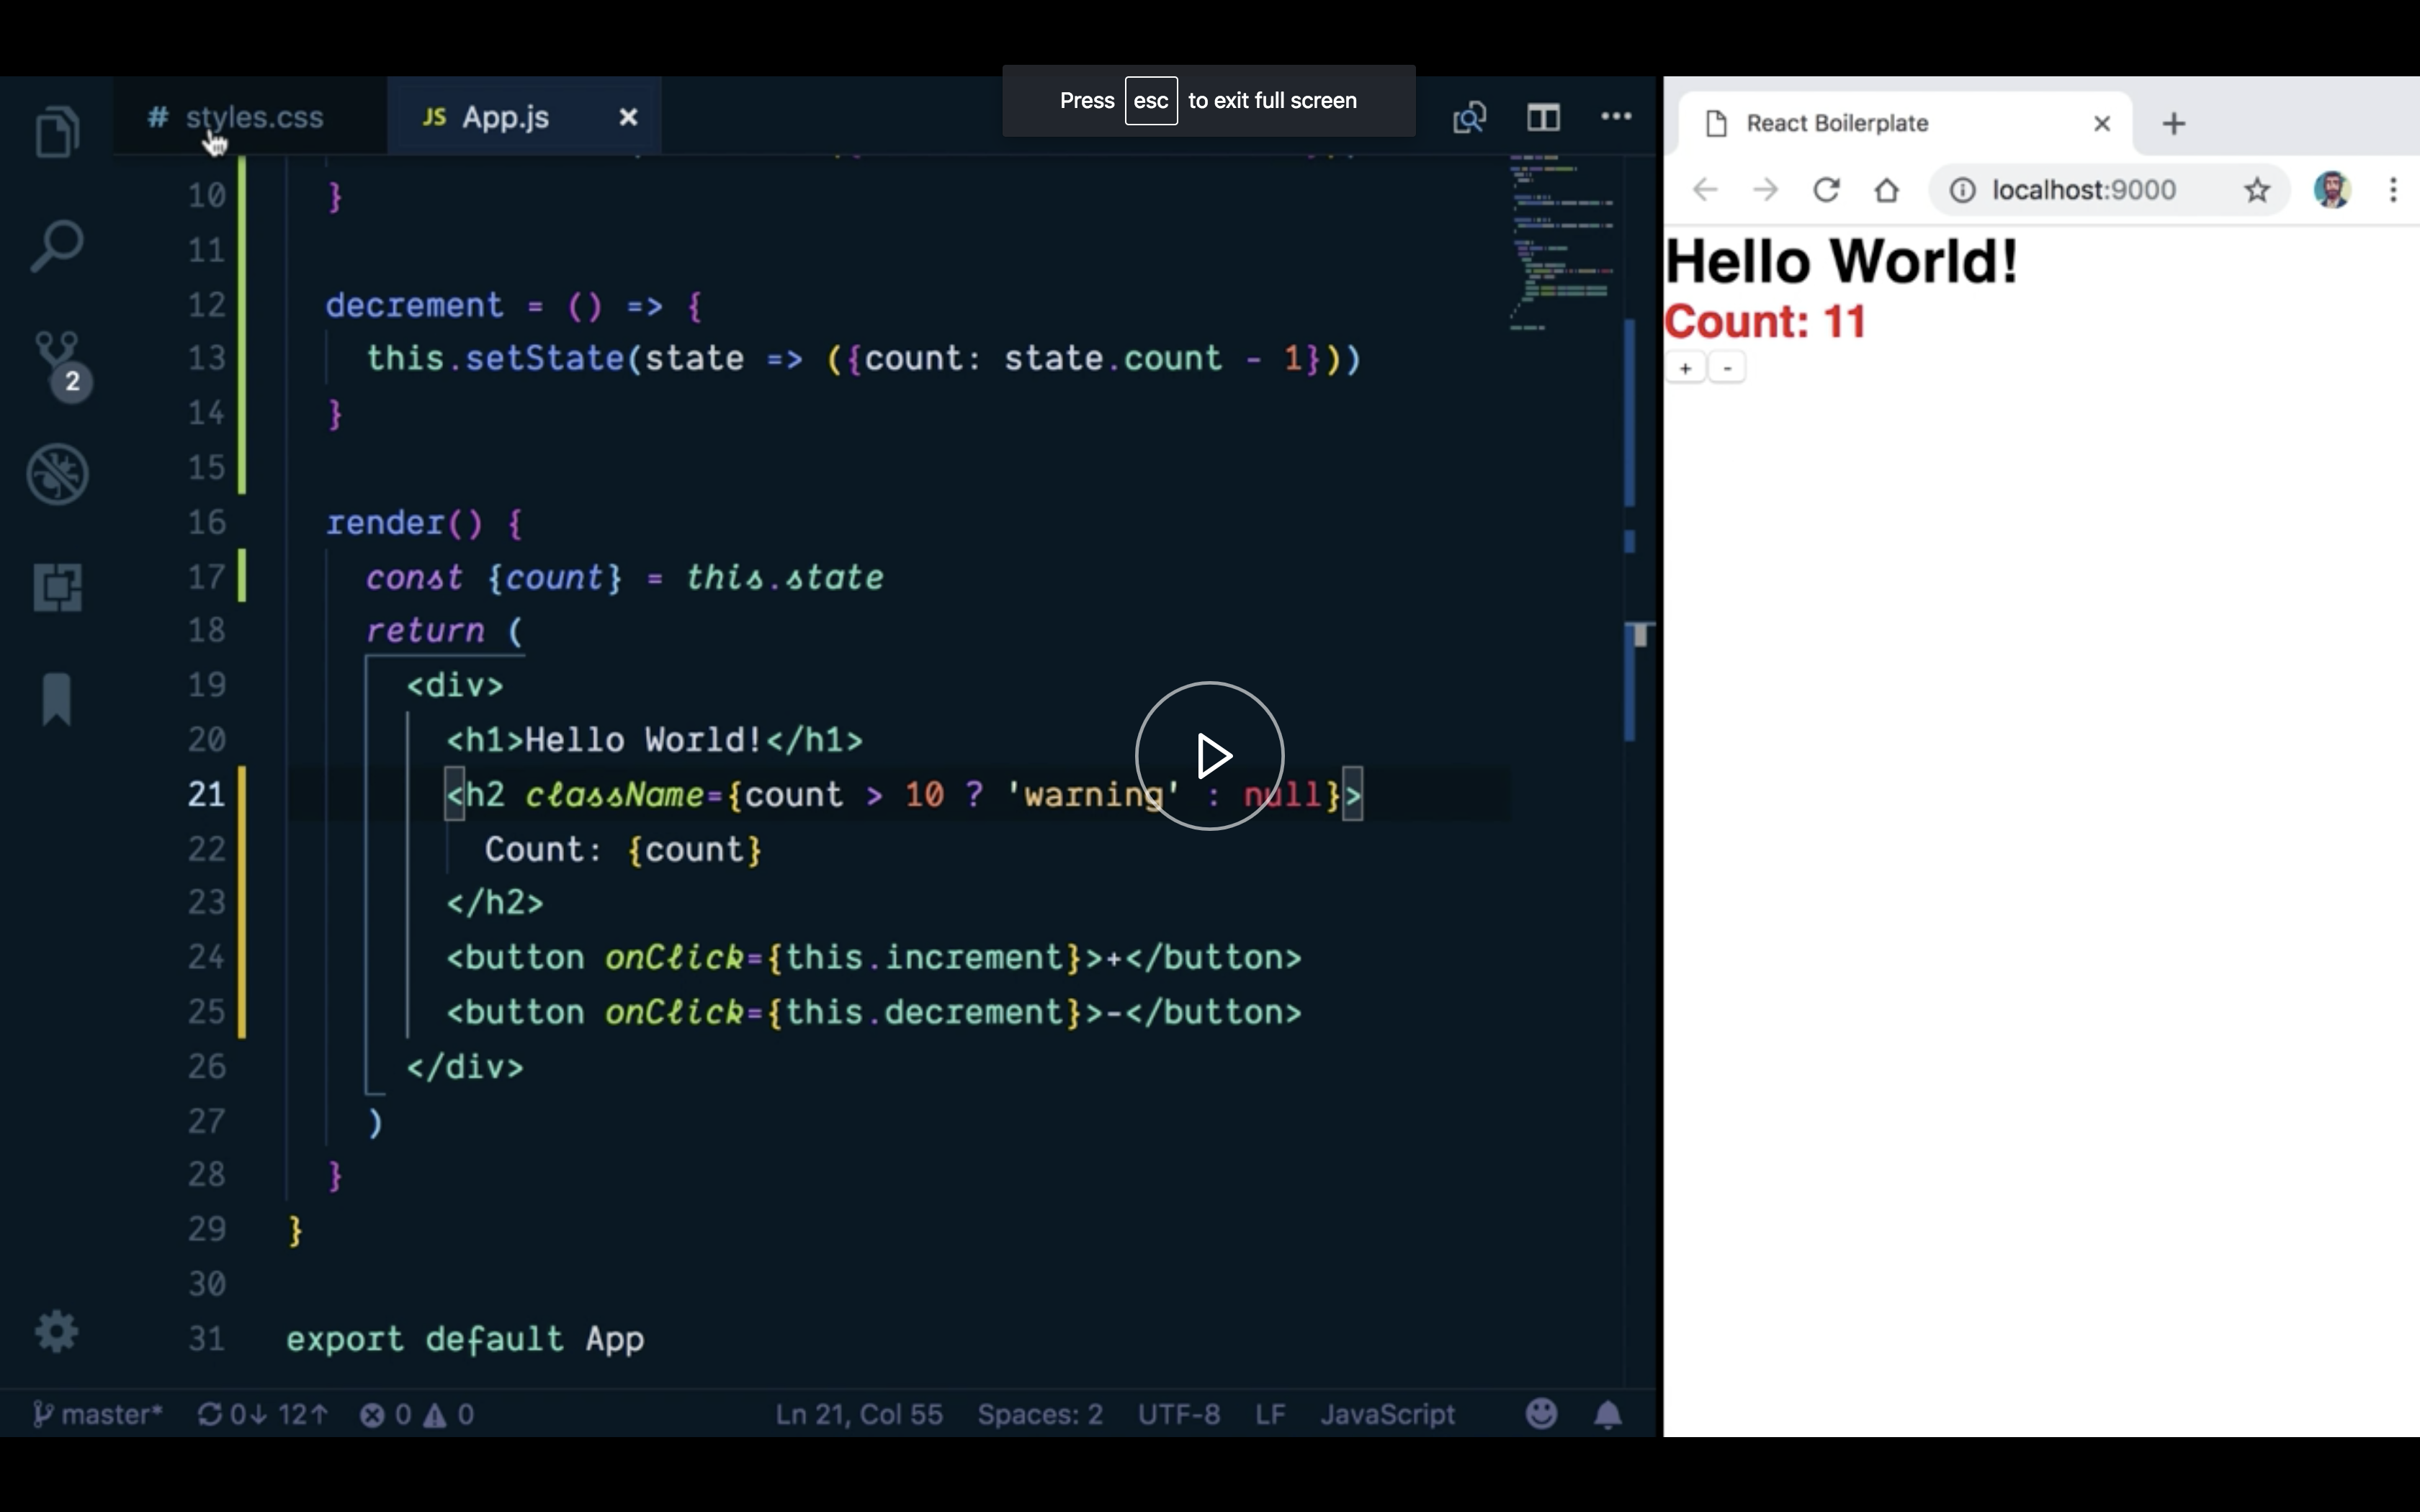 # styles.css
JS App.js ×
Press esc to exit full screen
10 }
11
12 decrement = () => {
13 this.setState(state => ({count: state.count - 1}))
14 }
15
16 render() {
17 const {count} = this.state
18 return (
19 <div>
20 <h1>Hello World!</h1>
21 <h2 className={count > 10 ? 'warning' : null}>
22 Count: {count}
23 </h2>
24 <button onClick={this.increment}>+</button>
25 <button onClick={this.decrement}>-</button>
26 </div>
27 )
28 }
29 }
30
31 export default App
2
master* 0↓ 12↑ 0 0 Ln 21, Col 55 Spaces: 2 UTF-8 LF JavaScript
React Boilerplate × +
localhost:9000
Hello World!
Count: 11
+ -